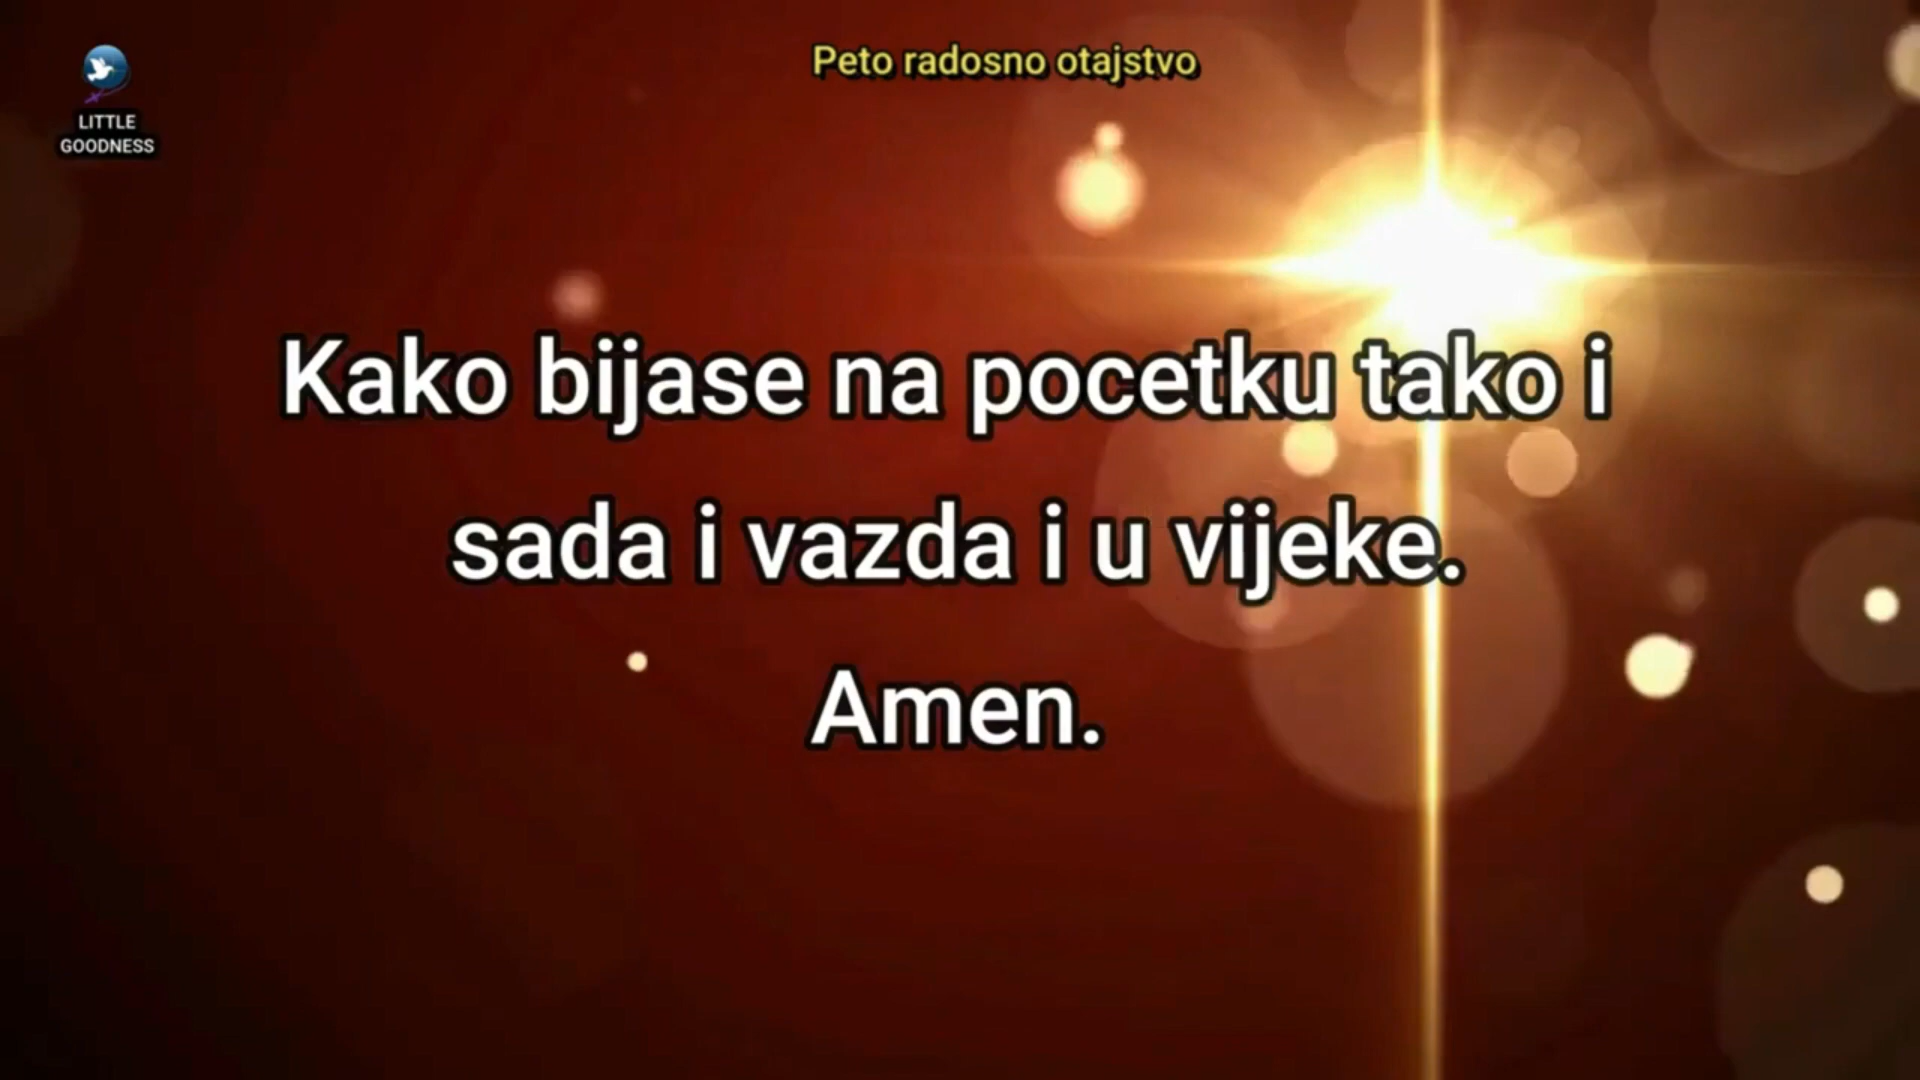 Peto radosno otajstvo
LITTLE
GOODNESS
Kako bijase na pocetku tako i
sada i vazda i u vijeke.
Amen.